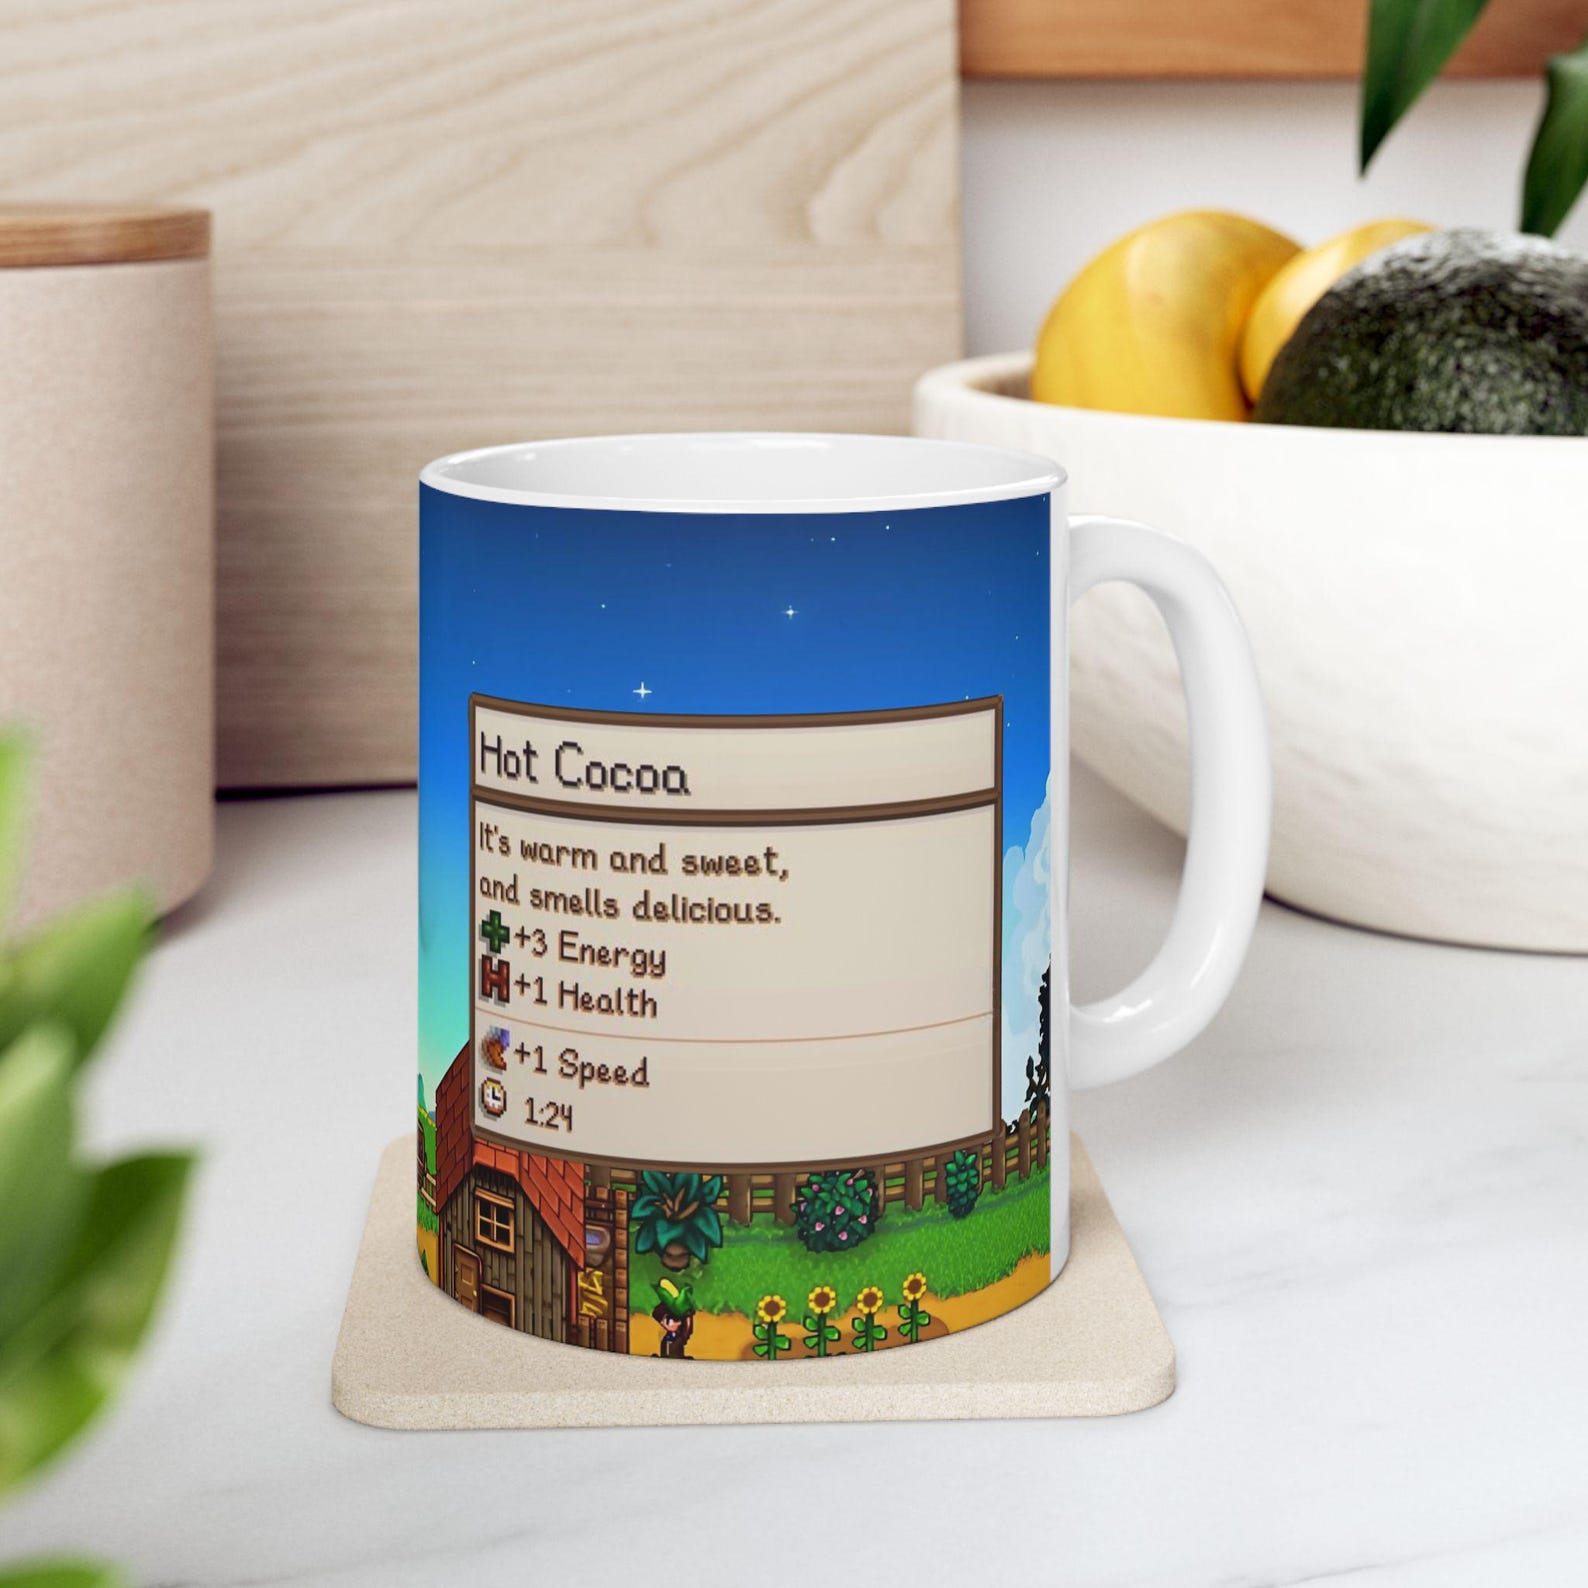 Hot Cocoa
It's warm and sweet,
and smells delicious.
+3 Energy
+1 Health
+1 Speed
1:24